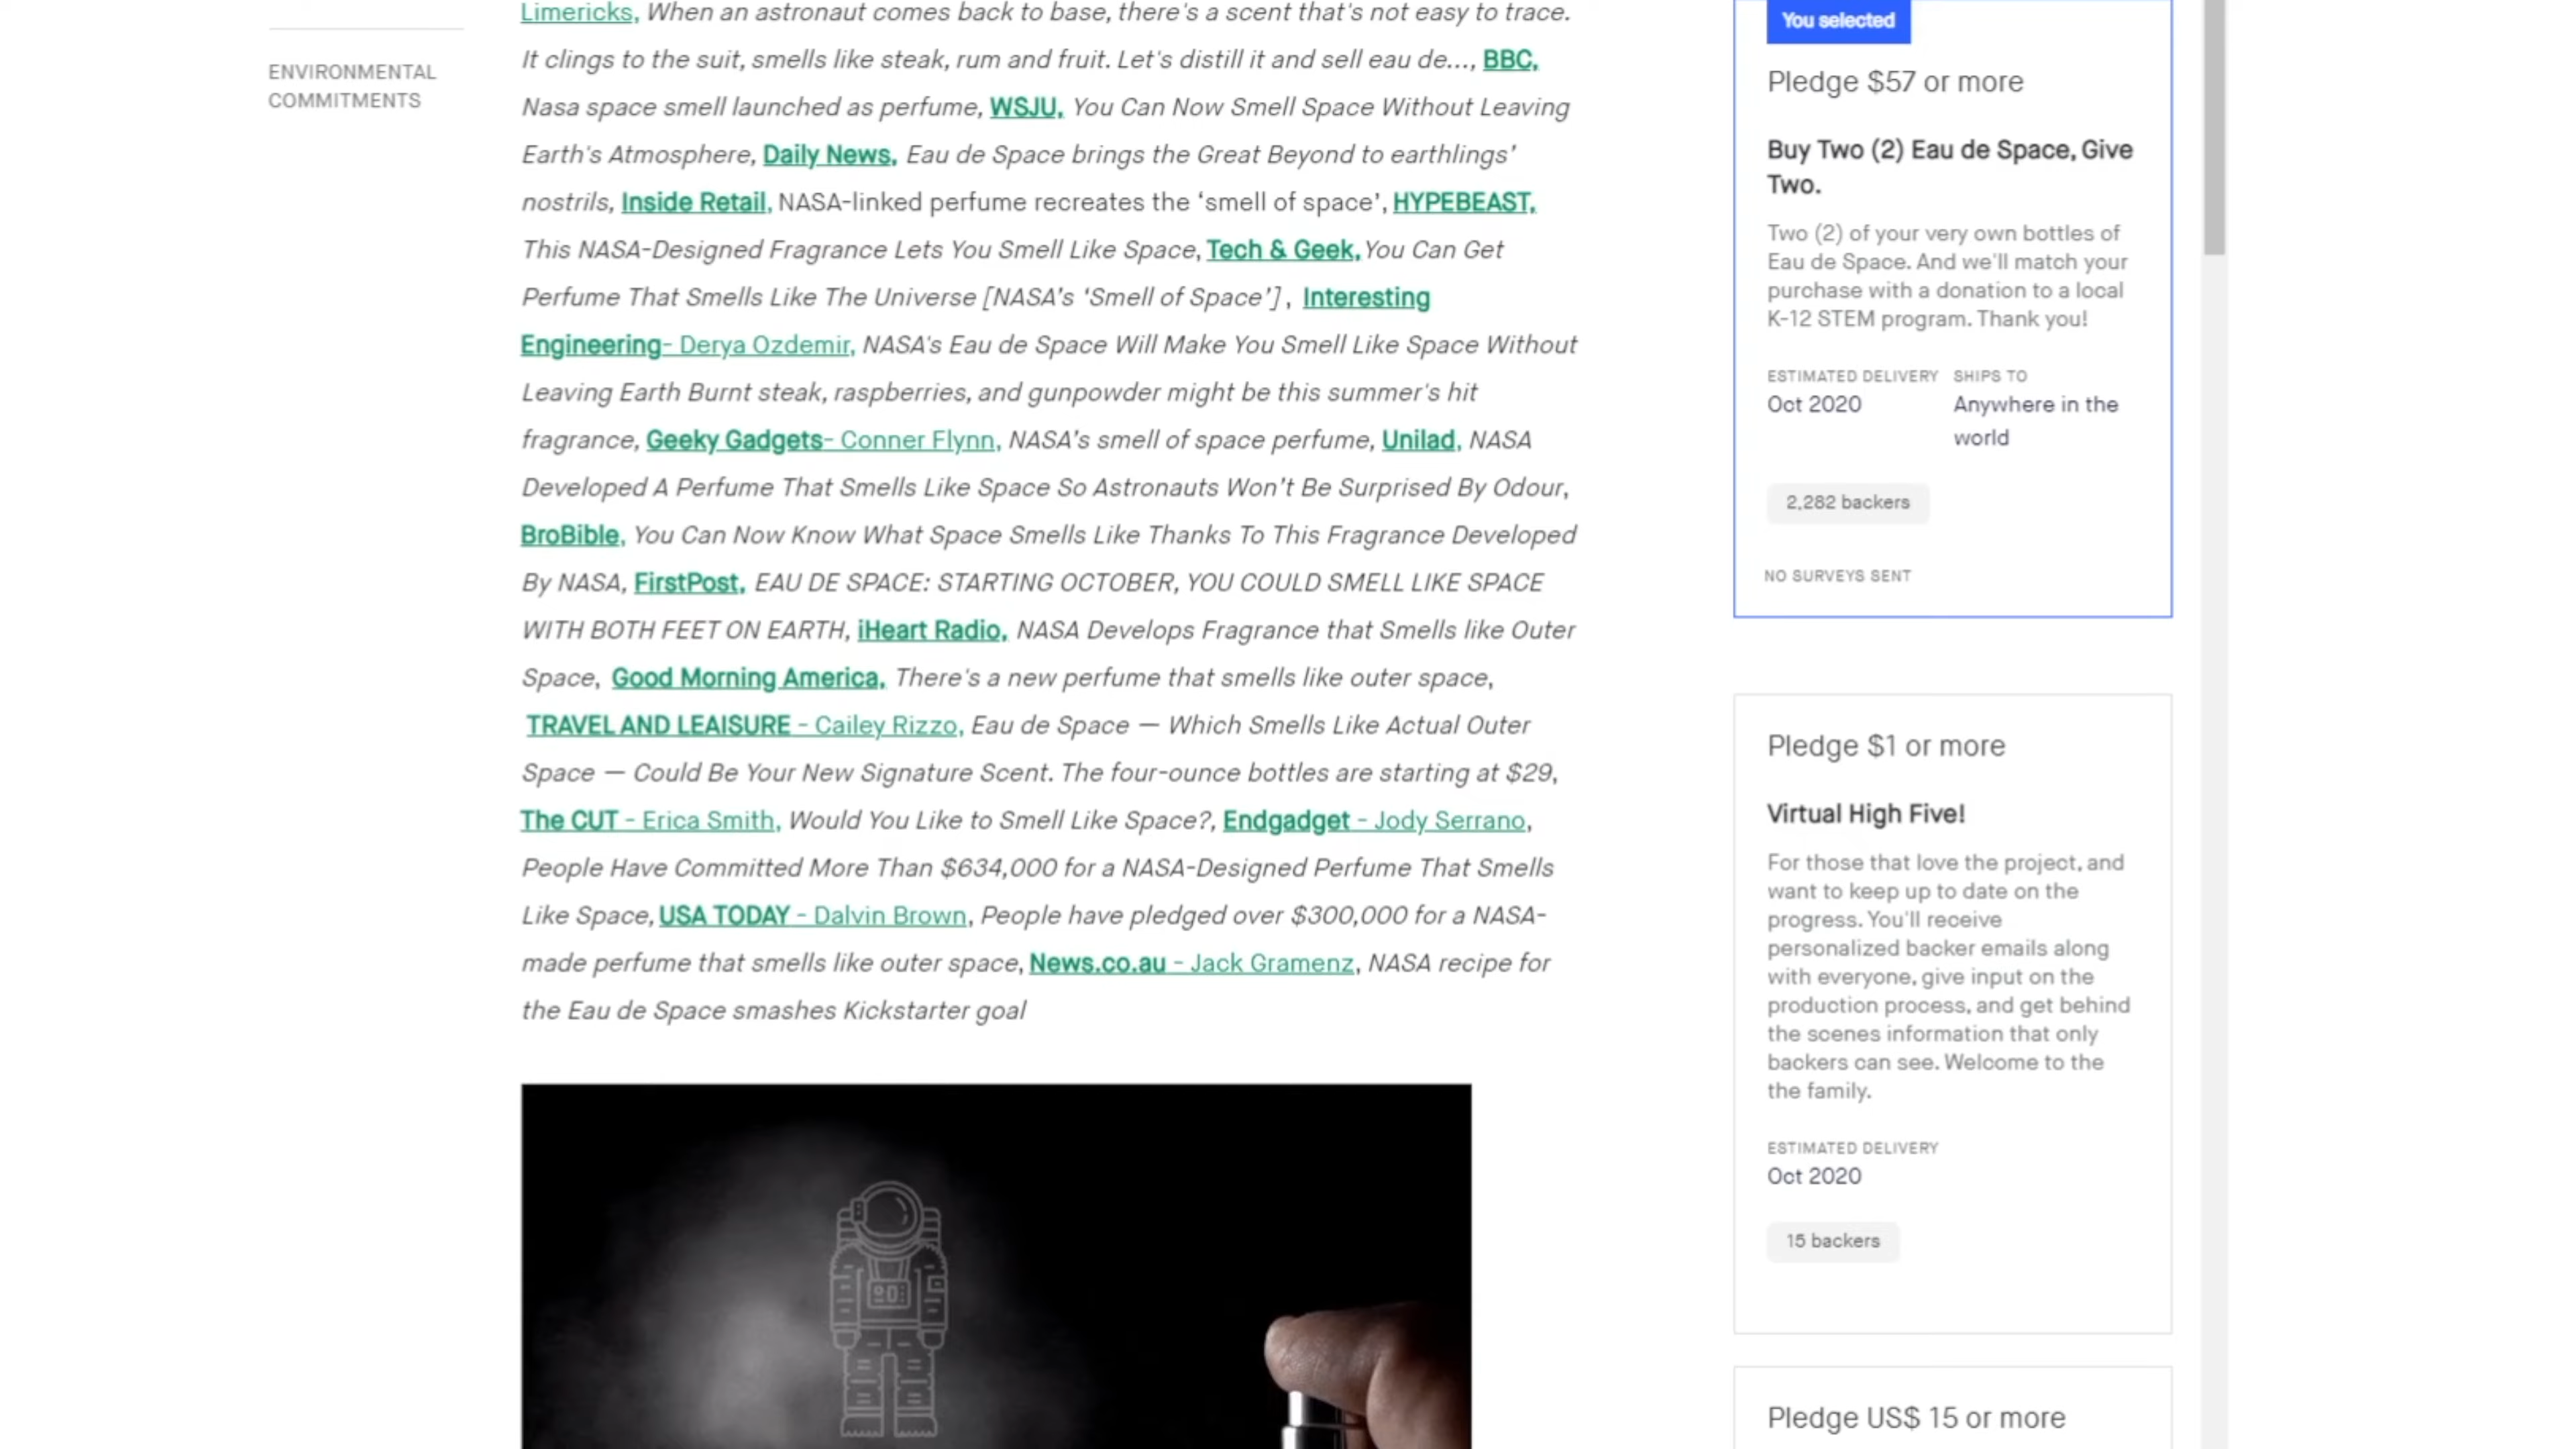 ENVIRONMENTAL
COMMITMENTS
Limericks, When an astronaut comes back to base, there's a scent that's not easy to trace.
It clings to the suit, smells like steak, rum and fruit. Let's distill it and sell eau de..., BBC,
Nasa space smell launched as perfume, WSJU, You Can Now Smell Space Without Leaving
Earth's Atmosphere, Daily News, Eau de Space brings the Great Beyond to earthlings’
nostrils, Inside Retail, NASA-linked perfume recreates the ‘smell of space’, HYPEBEAST,
This NASA-Designed Fragrance Lets You Smell Like Space, Tech & Geek, You Can Get
Perfume That Smells Like The Universe [NASA’s ‘Smell of Space’] , Interesting
Engineering- Derya Ozdemir, NASA's Eau de Space Will Make You Smell Like Space Without
Leaving Earth Burnt steak, raspberries, and gunpowder might be this summer's hit
fragrance, Geeky Gadgets- Conner Flynn, NASA’s smell of space perfume, Unilad, NASA
Developed A Perfume That Smells Like Space So Astronauts Won’t Be Surprised By Odour,
BroBible, You Can Now Know What Space Smells Like Thanks To This Fragrance Developed
By NASA, FirstPost, EAU DE SPACE: STARTING OCTOBER, YOU COULD SMELL LIKE SPACE
WITH BOTH FEET ON EARTH, iHeart Radio, NASA Develops Fragrance that Smells like Outer
Space, Good Morning America, There's a new perfume that smells like outer space,
TRAVEL AND LEAISURE - Cailey Rizzo, Eau de Space — Which Smells Like Actual Outer
Space — Could Be Your New Signature Scent. The four-ounce bottles are starting at $29,
The CUT - Erica Smith, Would You Like to Smell Like Space?, Endgadget - Jody Serrano,
People Have Committed More Than $634,000 for a NASA-Designed Perfume That Smells
Like Space, USA TODAY - Dalvin Brown, People have pledged over $300,000 for a NASA-
made perfume that smells like outer space, News.co.au - Jack Gramenz, NASA recipe for
the Eau de Space smashes Kickstarter goal
You selected
Pledge $57 or more
Buy Two (2) Eau de Space, Give
Two.
Two (2) of your very own bottles of
Eau de Space. And we'll match your
purchase with a donation to a local
K-12 STEM program. Thank you!
ESTIMATED DELIVERY SHIPS TO
Oct 2020 Anywhere in the
world
2,282 backers
NO SURVEYS SENT
Pledge $1 or more
Virtual High Five!
For those that love the project, and
want to keep up to date on the
progress. You'll receive
personalized backer emails along
with everyone, give input on the
production process, and get behind
the scenes information that only
backers can see. Welcome to the
the family.
ESTIMATED DELIVERY
Oct 2020
15 backers
Pledge US$ 15 or more